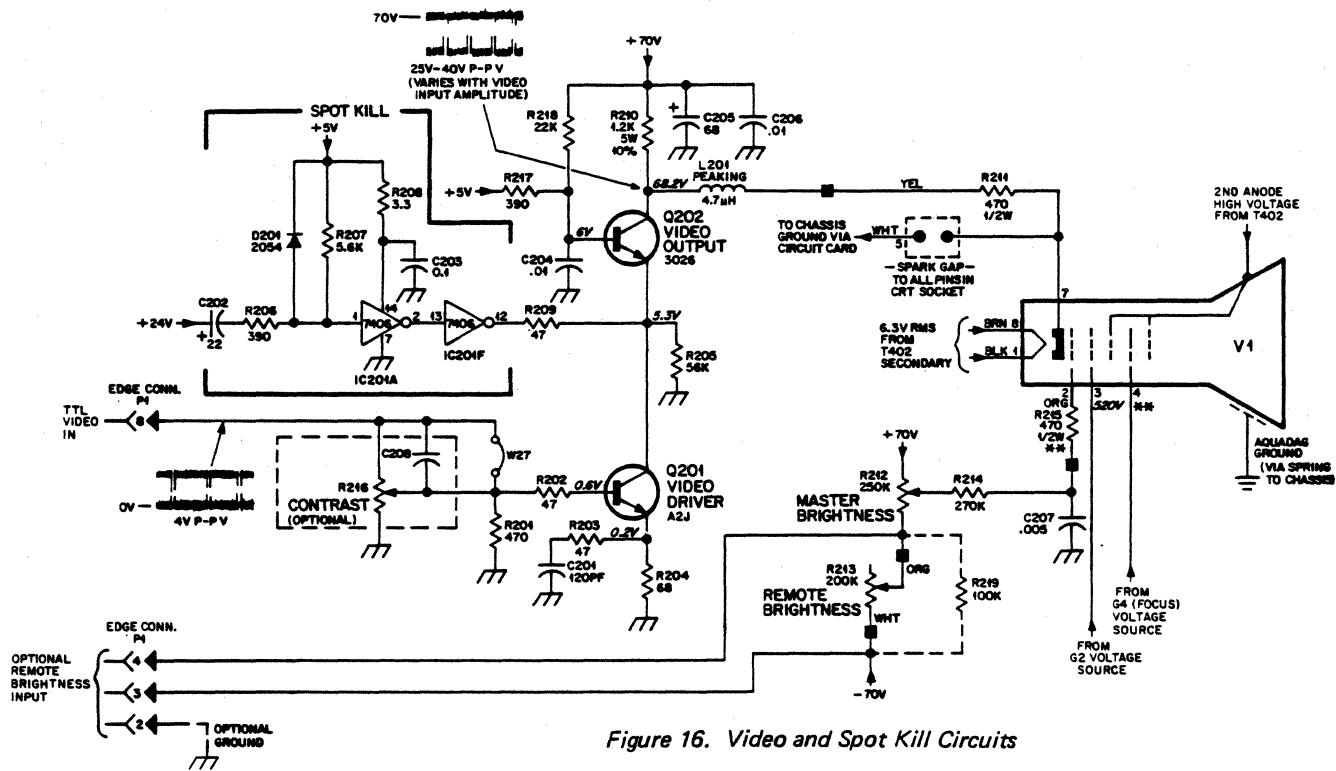 70V
25V-40V P-P V
(VARIES WITH VIDEO
INPUT AMPLITUDE)
+70V
SPOT KILL
+5V
R218
22K
R210
1.2K
5W
10%
+
C205
68
C206
.01
L201
PEAKING
4.7µH
68.2V
+5V
R217
390
R208
3.3
D201
2054
R207
5.6K
C203
0.1
6V
C204
.01
Q202
VIDEO
OUTPUT
3026
YEL
R211
470
1/2W
TO CHASSIS
GROUND VIA
CIRCUIT CARD
WHT
5
SPARK GAP
TO ALL PINS IN
CRT SOCKET
2ND ANODE
HIGH VOLTAGE
FROM T402
7
+24V
C202
+
22
R206
390
1
14
7406
2
7
IC201A
13
7406
12
IC201F
R209
47
5.3V
R205
56K
6.3V RMS
FROM
T402
SECONDARY
BRN 8
BLK 1
V1
2
3
4
ORG
520V
**
R215
470
1/2W
**
AQUADAG
GROUND
(VIA SPRING
TO CHASSIS)
EDGE CONN.
P1
TTL
VIDEO
IN
8
0V
4V P-P V
C208
W27
R216
CONTRAST
(OPTIONAL)
R202
47
0.6V
Q201
VIDEO
DRIVER
A2J
R201
470
R203
47
0.2V
C201
120PF
R204
68
+70V
R212
250K
MASTER
BRIGHTNESS
R214
270K
C207
.005
ORG
R213
200K
REMOTE
BRIGHTNESS
WHT
R219
100K
-70V
FROM
G4 (FOCUS)
VOLTAGE
SOURCE
FROM
G2 VOLTAGE
SOURCE
EDGE CONN.
P1
OPTIONAL
REMOTE
BRIGHTNESS
INPUT
4
3
2
OPTIONAL
GROUND
Figure 16. Video and Spot Kill Circuits